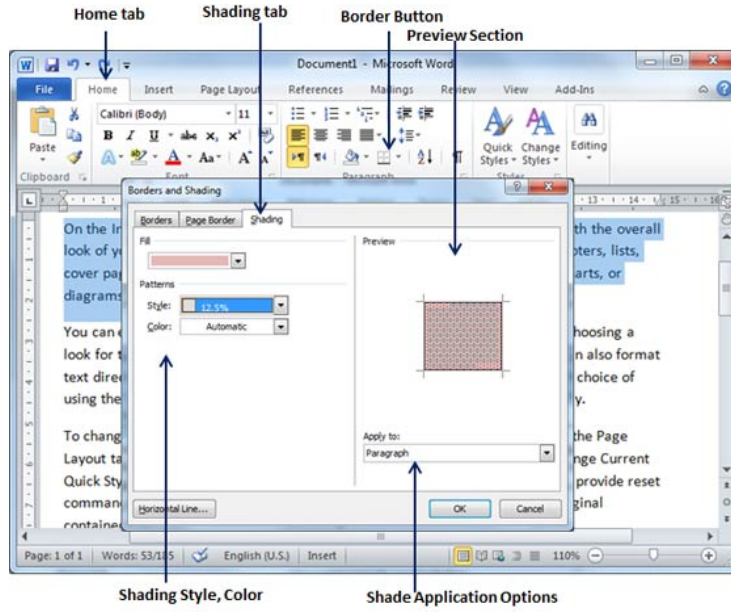 Home tab
Shading tab
Border Button
Preview Section
Document1 - Microsoft Word
File Home Insert Page Layout References Mailings Review View Add-Ins
Calibri (Body) 11
Paste
B I U abc x, x'
Aa A A
Quick Styles
Change Styles
Editing
Clipboard Font Paragraph Styles
Borders and Shading
Borders Page Border Shading
Fill
Preview
Patterns
Style: 12.5%
Color: Automatic
Apply to:
Paragraph
Horizontal Line...
OK Cancel
On the In th the overall
look of yo ters, lists,
cover pag arts, or
diagrams
You can e hoosing a
look for t n also format
text direc choice of
using the y.
To chang the Page
Layout ta nge Current
Quick Sty provide reset
comman ginal
containe
Page: 1 of 1 Words: 53/185 English (U.S.) Insert 110%
Shading Style, Color
Shade Application Options